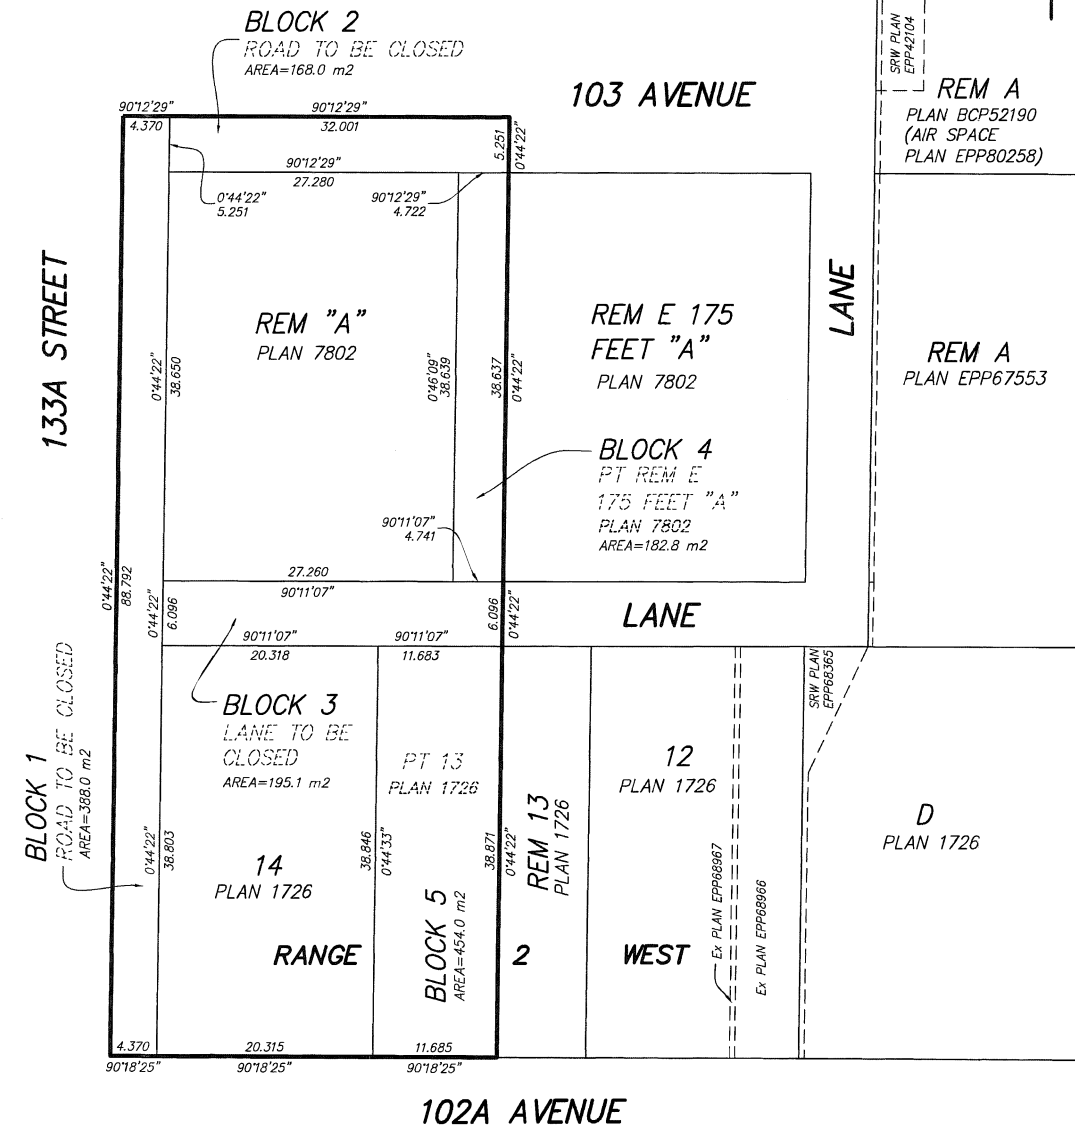 BLOCK 2
ROAD TO BE CLOSED
AREA=168.0 m2
103 AVENUE
SRW PLAN
EPP42104
REM A
PLAN BCP52190
(AIR SPACE
PLAN EPP80258)
90°12'29"
4.370
90°12'29"
32.001
5.251
0°44'22"
90°12'29"
27.280
0°44'22"
5.251
90°12'29"
4.722
133A STREET
REM "A"
PLAN 7802
0°44'22"
38.650
0°46'09"
38.639
38.637
0°44'22"
REM E 175
FEET "A"
PLAN 7802
LANE
REM A
PLAN EPP67553
BLOCK 4
PT REM E
175 FEET "A"
PLAN 7802
AREA=182.8 m2
90°11'07"
4.741
27.260
90°11'07"
0°44'22"
88.792
0°44'22"
6.096
6.096
0°44'22"
LANE
90°11'07"
20.318
90°11'07"
11.683
SRW PLAN
EPP68365
BLOCK 1
ROAD TO BE CLOSED
AREA=388.0 m2
BLOCK 3
LANE TO BE
CLOSED
AREA=195.1 m2
PT 13
PLAN 1726
12
PLAN 1726
D
PLAN 1726
0°44'22"
38.803
14
PLAN 1726
38.846
0°44'33"
38.871
0°44'22"
REM 13
PLAN 1726
BLOCK 5
AREA=454.0 m2
Ex PLAN EPP68967
Ex PLAN EPP68966
RANGE
2
WEST
4.370
90°18'25"
20.315
90°18'25"
11.685
90°18'25"
102A AVENUE